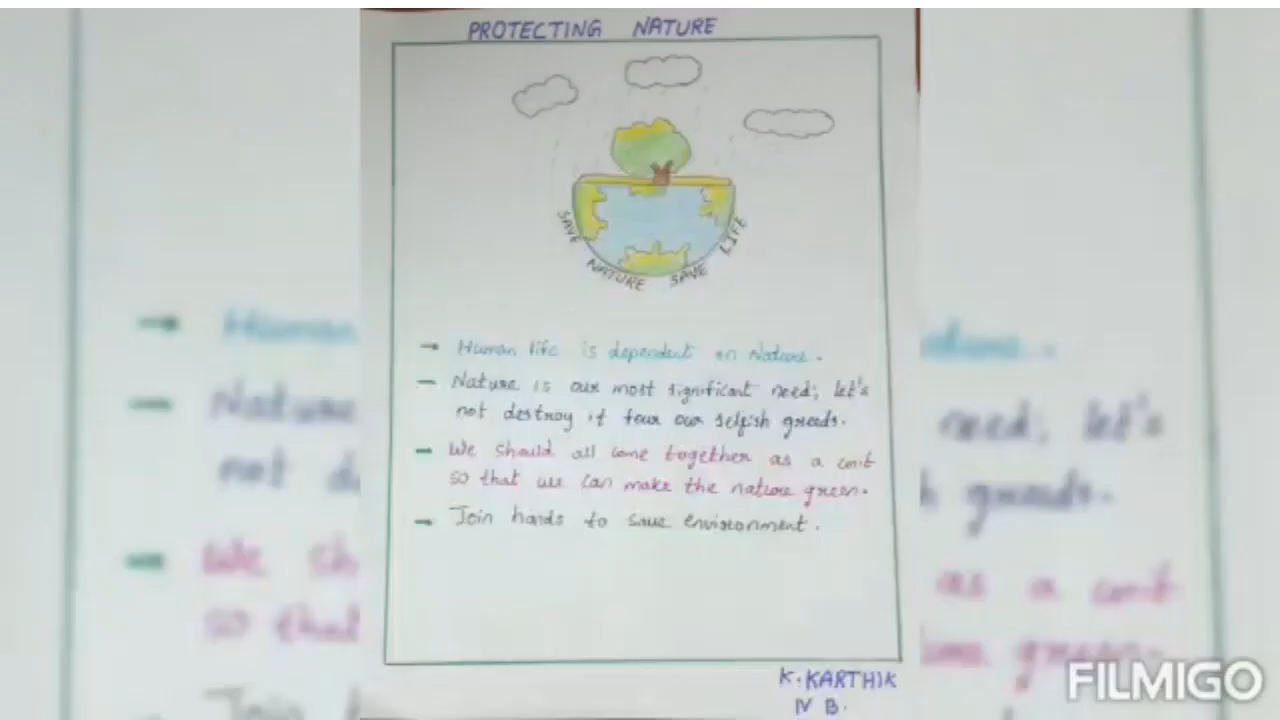 PROTECTING NATURE
SAVE NATURE SAVE LIFE
→ Human life is dependent on Nature.
— Nature is our most significant need; let's
not destroy it four our selfish greeds.
— We should all come together as a unit
so that we can make the nature green.
→ Join hands to save environment.
K. KARTHIK
IV B.
FILMIGO